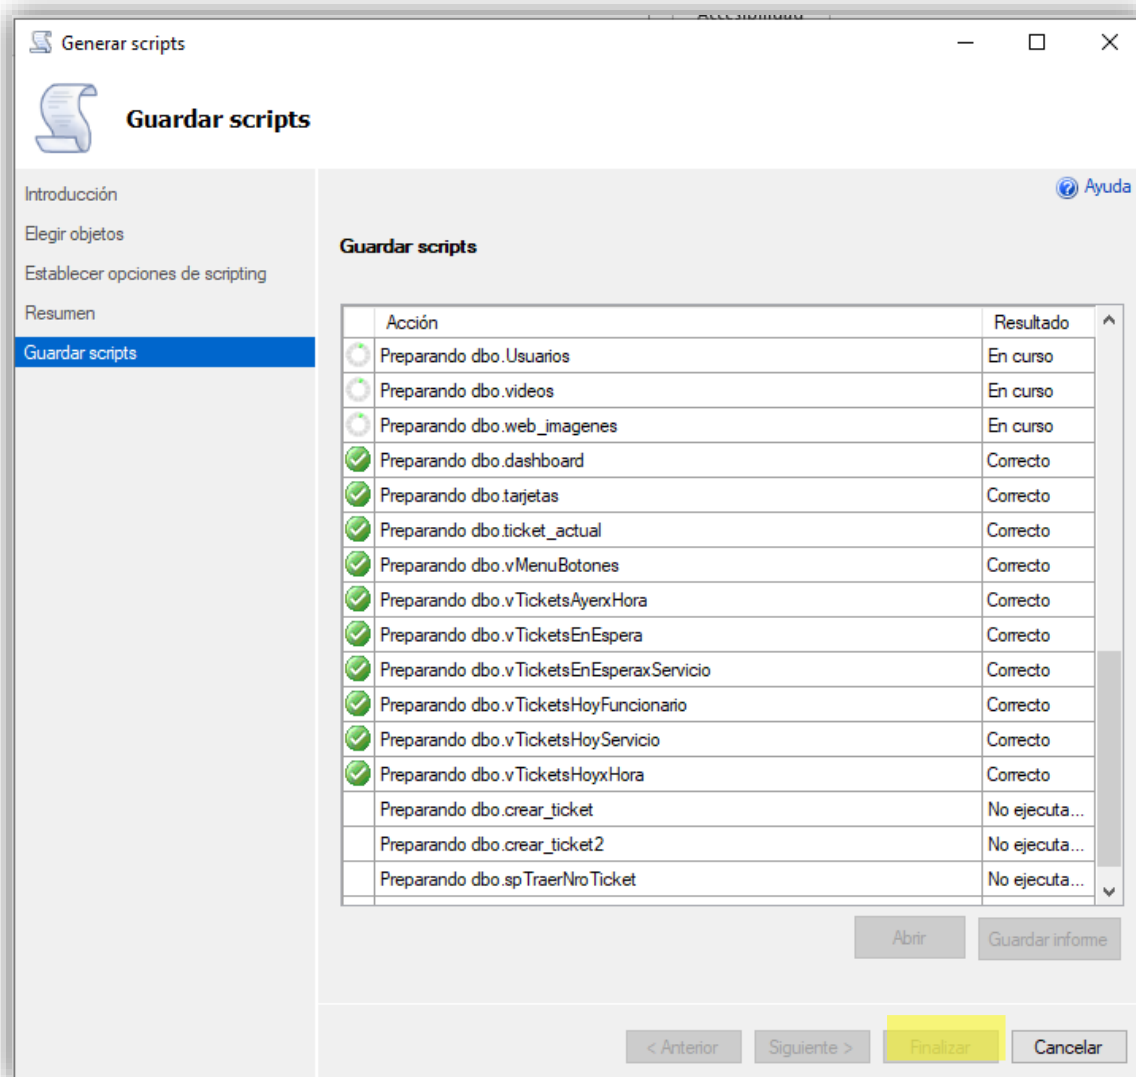 Accesibilidad
Generar scripts
Guardar scripts
Introducción
Elegir objetos
Establecer opciones de scripting
Resumen
Guardar scripts
Ayuda
Guardar scripts
Acción Resultado
Preparando dbo.Usuarios En curso
Preparando dbo.videos En curso
Preparando dbo.web_imagenes En curso
Preparando dbo.dashboard Correcto
Preparando dbo.tarjetas Correcto
Preparando dbo.ticket_actual Correcto
Preparando dbo.vMenuBotones Correcto
Preparando dbo.vTicketsAyerxHora Correcto
Preparando dbo.vTicketsEnEspera Correcto
Preparando dbo.vTicketsEnEsperaxServicio Correcto
Preparando dbo.vTicketsHoyFuncionario Correcto
Preparando dbo.vTicketsHoyServicio Correcto
Preparando dbo.vTicketsHoyxHora Correcto
Preparando dbo.crear_ticket No ejecuta...
Preparando dbo.crear_ticket2 No ejecuta...
Preparando dbo.spTraerNroTicket No ejecuta...
Abrir Guardar informe
< Anterior Siguiente > Finalizar Cancelar